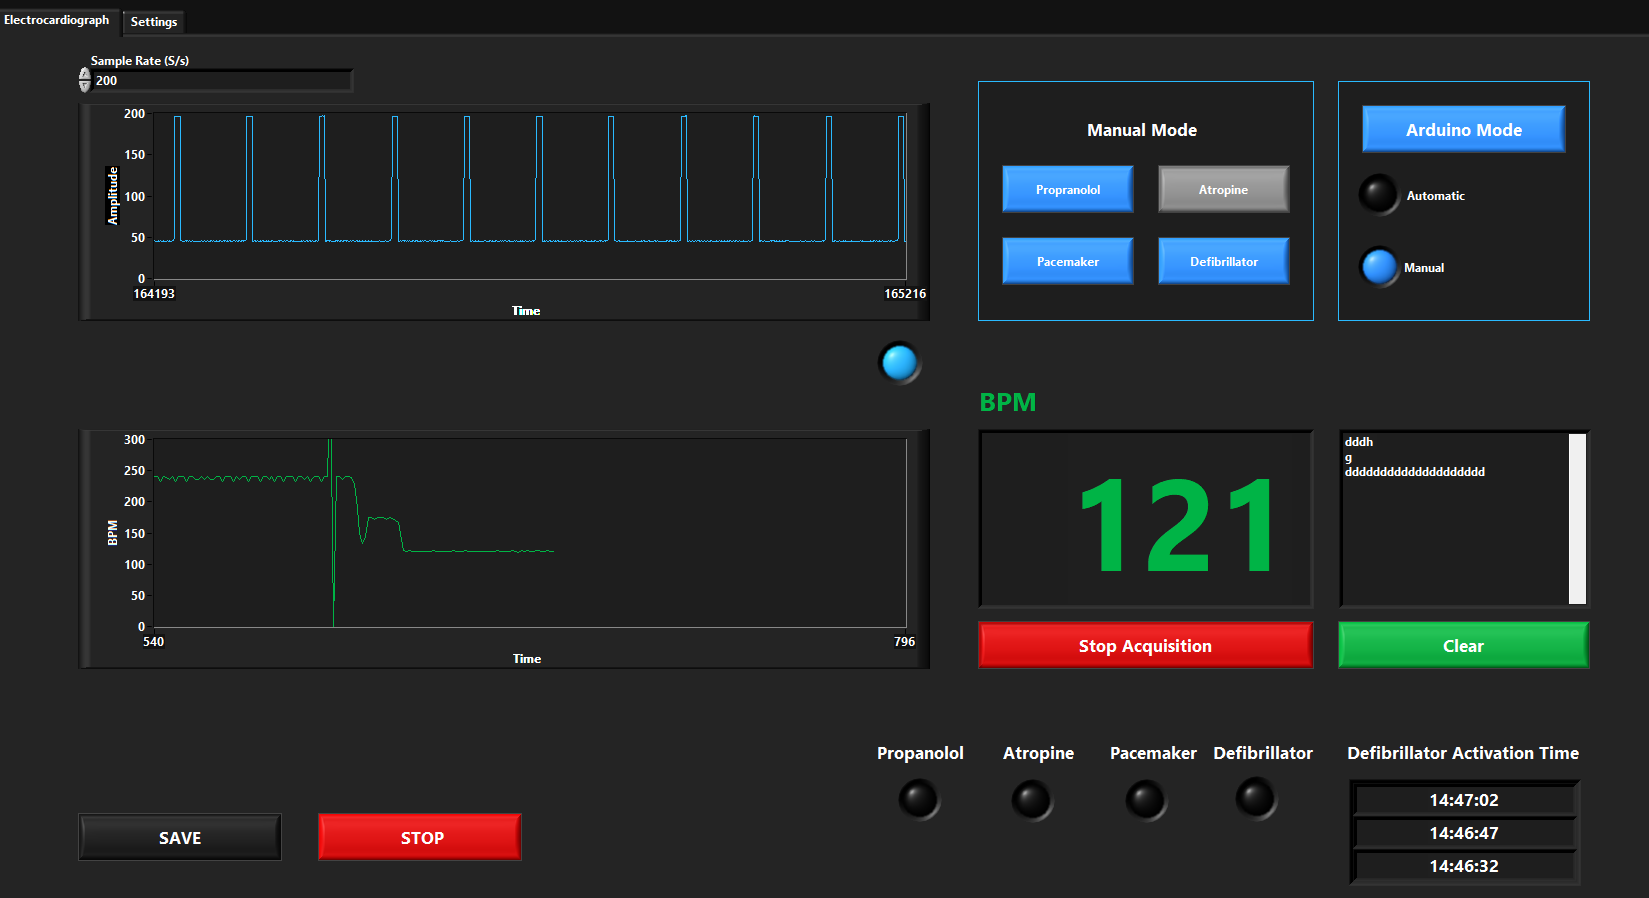 Electrocardiograph
Settings
Sample Rate (S/s)
200
Amplitude
200
150
100
50
0
164193
165216
Time
Manual Mode
Propranolol
Atropine
Pacemaker
Defibrillator
Arduino Mode
Automatic
Manual
BPM
300
250
200
150
100
50
0
540
796
Time
BPM
121
dddh
g
dddddddddddddddddddd
Stop Acquisition
Clear
Propanolol
Atropine
Pacemaker
Defibrillator
Defibrillator Activation Time
14:47:02
14:46:47
14:46:32
SAVE
STOP